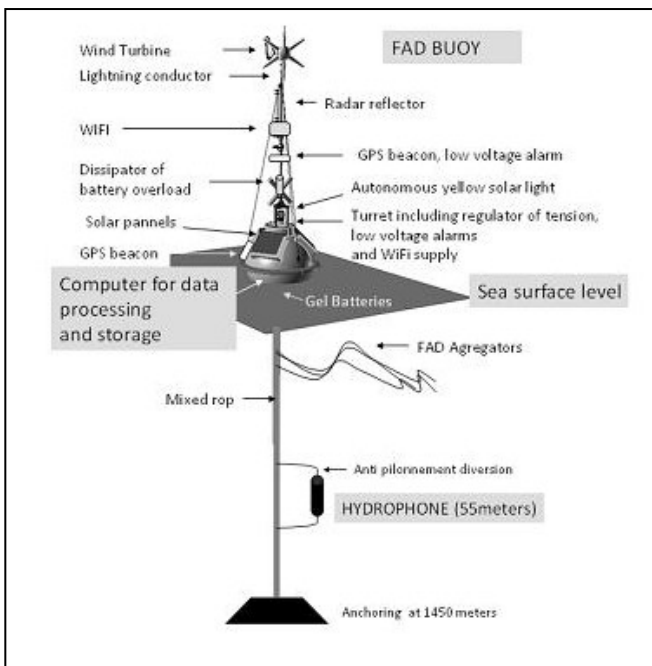 Wind Turbine
FAD BUOY
Lightning conductor
Radar reflector
WIFI
GPS beacon, low voltage alarm
Dissipator of
battery overload
Autonomous yellow solar light
Solar pannels
Turret including regulator of tension,
low voltage alarms
and WiFi supply
GPS beacon
Computer for data
processing
and storage
Gel Batteries
Sea surface level
FAD Agregators
Mixed rop
Anti pilonnement diversion
HYDROPHONE (55meters)
Anchoring at 1450 meters